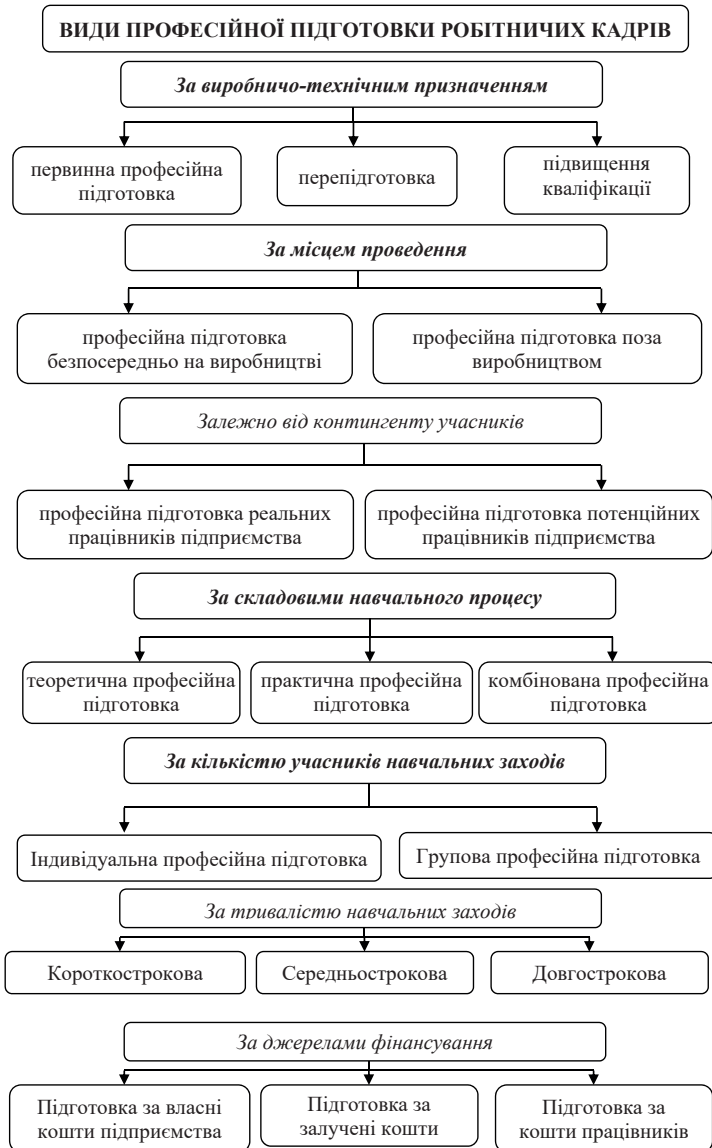 ВИДИ ПРОФЕСІЙНОЇ ПІДГОТОВКИ РОБІТНИЧИХ КАДРІВ
За виробничо-технічним призначенням
первинна професійна
підготовка
перепідготовка
підвищення
кваліфікації
За місцем проведення
професійна підготовка
безпосередньо на виробництві
професійна підготовка поза
виробництвом
Залежно від контингенту учасників
професійна підготовка реальних
працівників підприємства
професійна підготовка потенційних
працівників підприємства
За складовими навчального процесу
теоретична професійна
підготовка
практична професійна
підготовка
комбінована професійна
підготовка
За кількістю учасників навчальних заходів
Індивідуальна професійна підготовка
Групова професійна підготовка
За тривалістю навчальних заходів
Короткострокова
Середньострокова
Довгострокова
За джерелами фінансування
Підготовка за власні
кошти підприємства
Підготовка за
залучені кошти
Підготовка за
кошти працівників